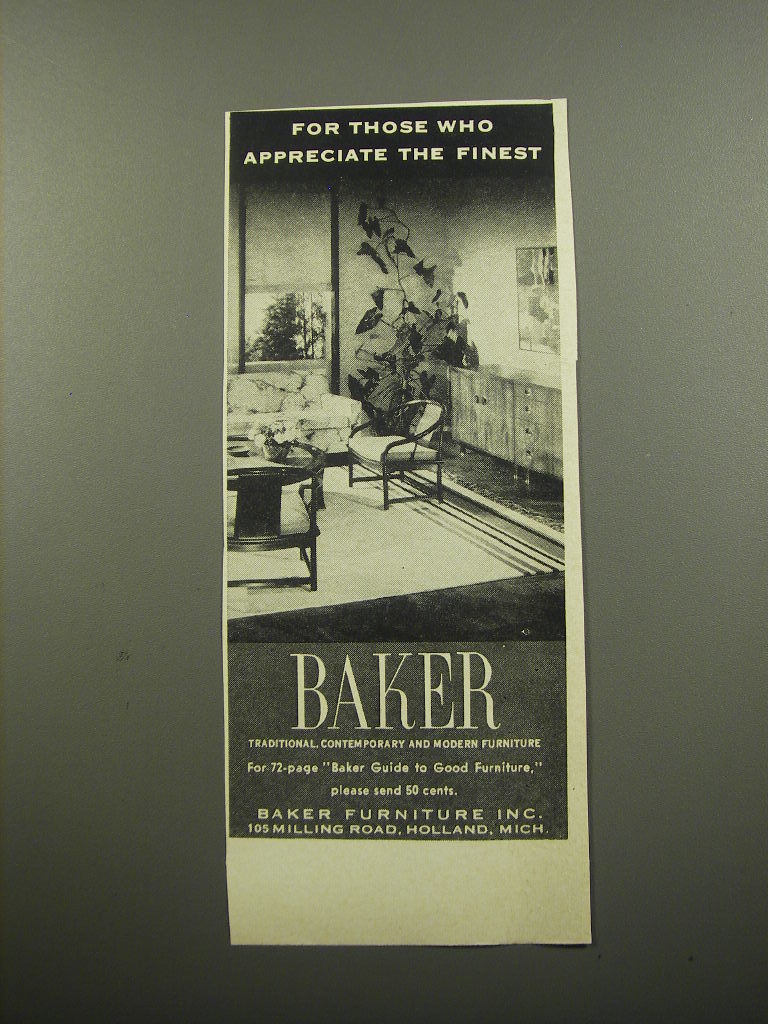 FOR THOSE WHO
APPRECIATE THE FINEST
BAKER
TRADITIONAL, CONTEMPORARY AND MODERN FURNITURE
For 72-page "Baker Guide to Good Furniture,"
please send 50 cents.
BAKER FURNITURE INC.
105 MILLING ROAD, HOLLAND, MICH.